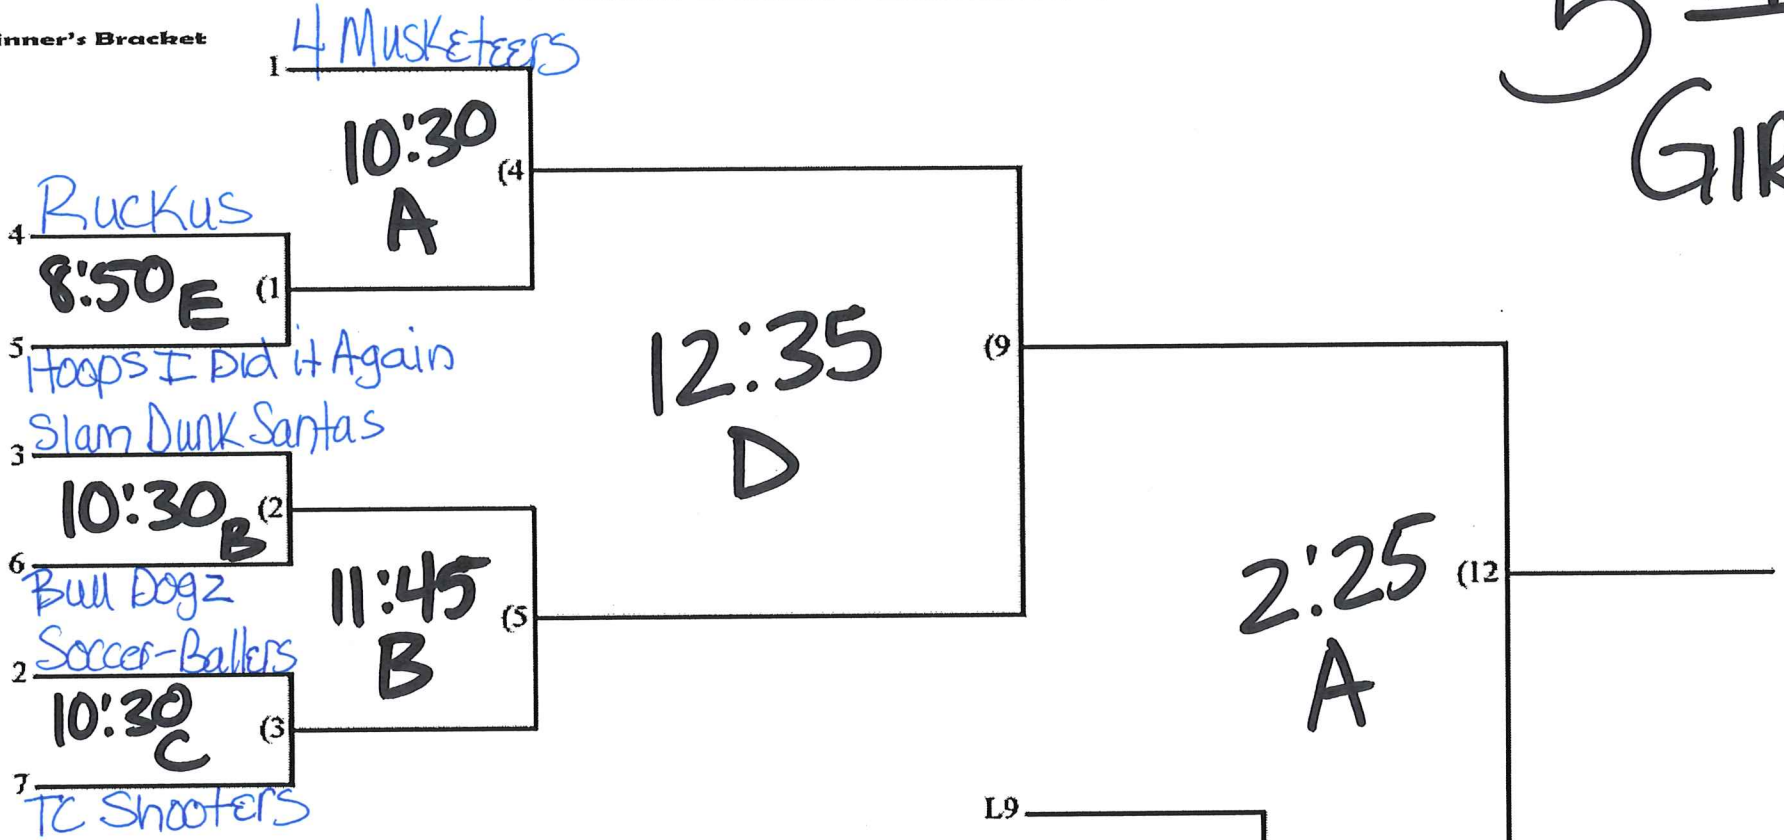 inner's Bracket
1 4 Musketeers
10:30
A
(4
4 Ruckus
8:50 E (1
5 Hoops I Did it Again
3 Slam Dunk Santas
10:30 B (2
6 Bull Dogz
11:45
B
(5
2 Soccer-Ballers
10:30 C (3
7 TC Shooters
12:35
D
(9
2:25
A
(12
L9
5
GIR